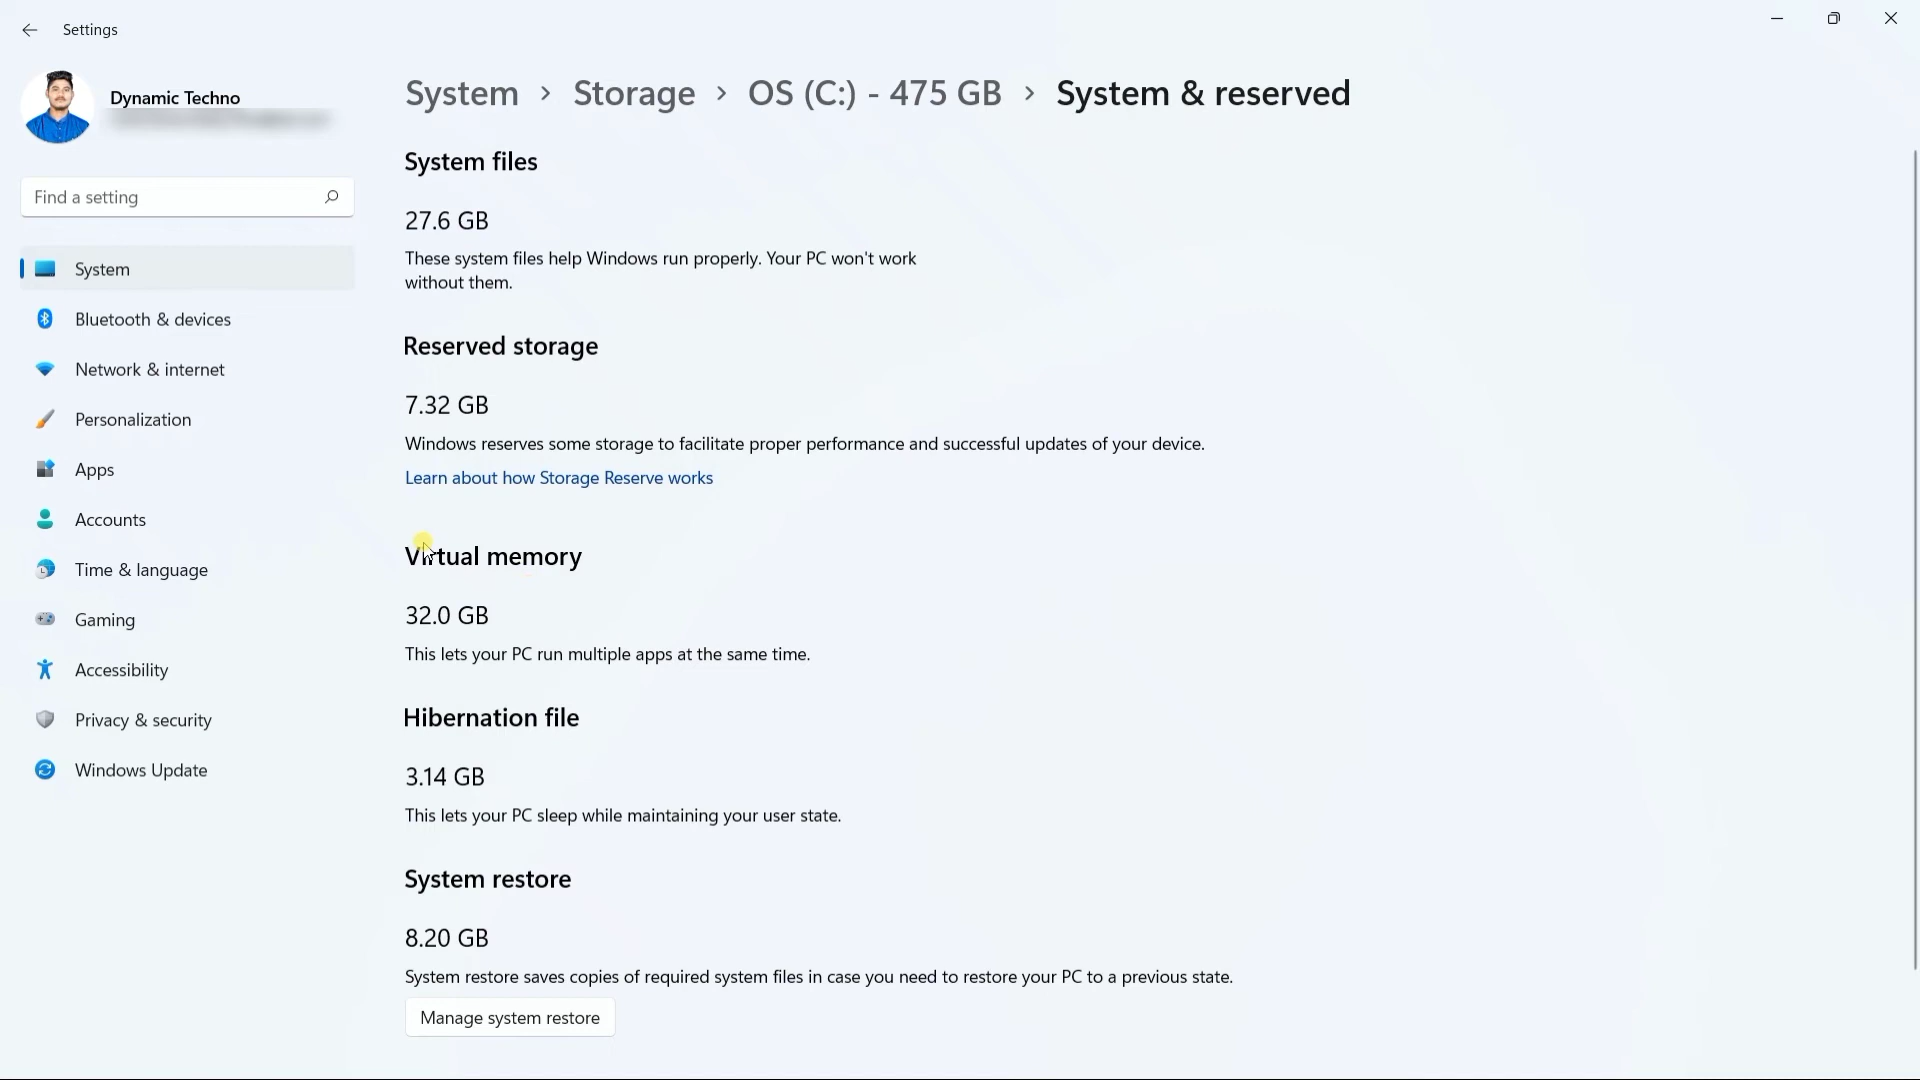 Settings
Dynamic Techno
Find a setting
System
Bluetooth & devices
Network & internet
Personalization
Apps
Accounts
Time & language
Gaming
Accessibility
Privacy & security
Windows Update
System > Storage > OS (C:) - 475 GB > System & reserved
System files
27.6 GB
These system files help Windows run properly. Your PC won't work
without them.
Reserved storage
7.32 GB
Windows reserves some storage to facilitate proper performance and successful updates of your device.
Learn about how Storage Reserve works
Virtual memory
32.0 GB
This lets your PC run multiple apps at the same time.
Hibernation file
3.14 GB
This lets your PC sleep while maintaining your user state.
System restore
8.20 GB
System restore saves copies of required system files in case you need to restore your PC to a previous state.
Manage system restore